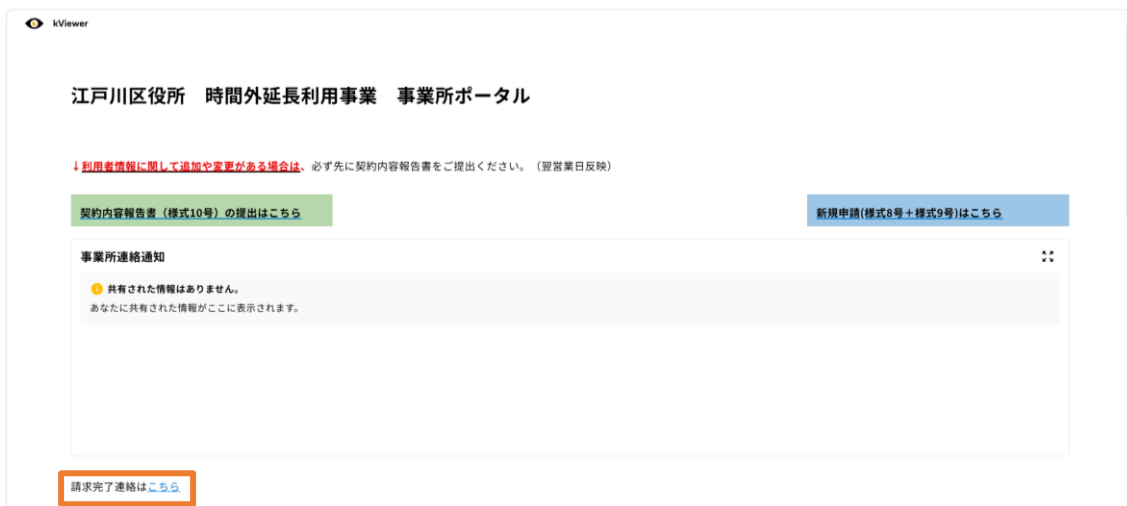 kViewer
江戸川区役所　時間外延長利用事業　事業所ポータル
↓利用者情報に関して追加や変更がある場合は、必ず先に契約内容報告書をご提出ください。（翌営業日反映）
契約内容報告書（様式10号）の提出はこちら
新規申請(様式8号＋様式9号)はこちら
事業所連絡通知
共有された情報はありません。
あなたに共有された情報がここに表示されます。
請求完了連絡はこちら